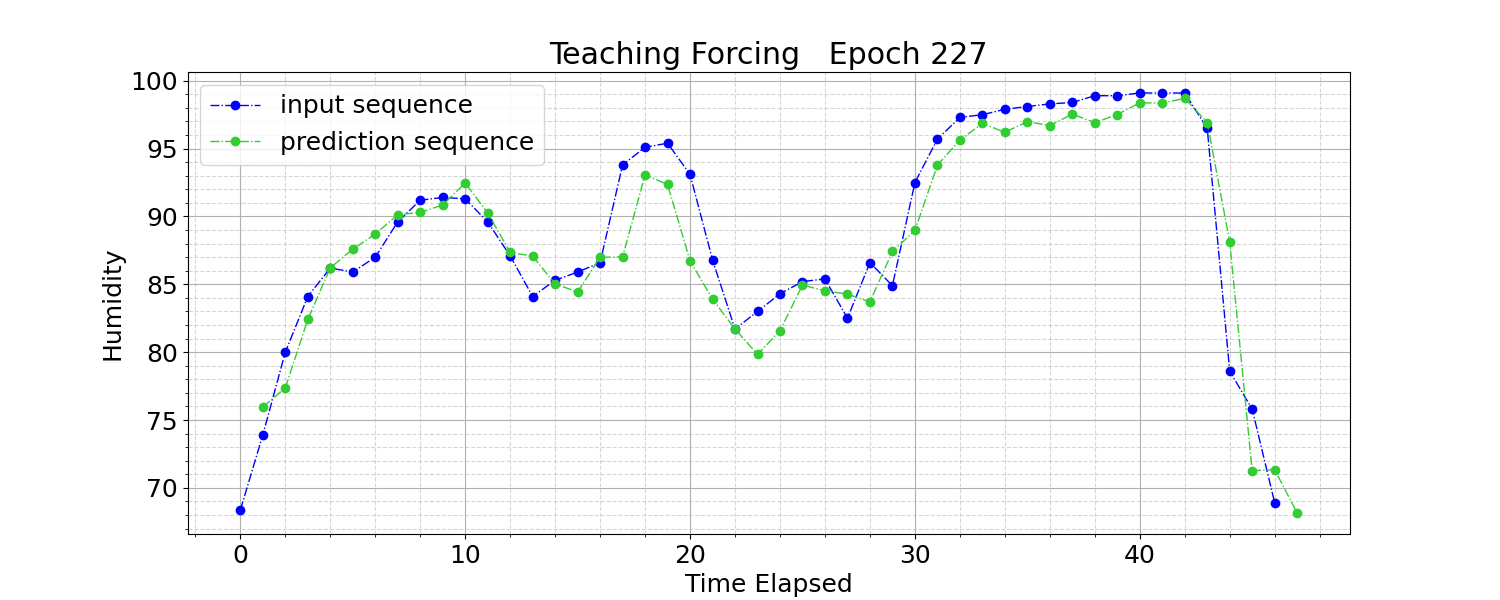 Teaching Forcing   Epoch 227
input sequence
prediction sequence
Humidity
100
95
90
85
80
75
70
0 10 20 30 40
Time Elapsed